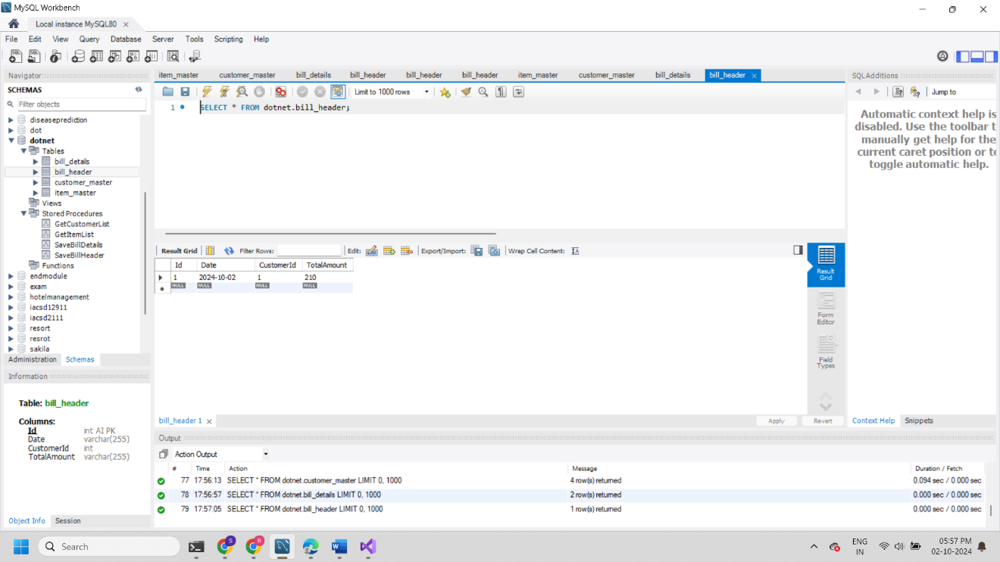 MySQL Workbench
Local instance MySQL80
File Edit View Query Database Server Tools Scripting Help
Navigator
SCHEMAS
Filter objects
diseaseprediction
dot
dotnet
Tables
bill_details
bill_header
customer_master
item_master
Views
Stored Procedures
GetCustomerList
GetItemList
SaveBillDetails
SaveBillHeader
Functions
endmodule
exam
hotelmanagement
iacsd12911
iacsd2111
resort
resrot
sakila
Administration Schemas
Information
Table: bill_header
Columns:
Id int AI PK
Date varchar(255)
CustomerId int
TotalAmount varchar(255)
Object Info Session
item_master customer_master bill_details bill_header bill_header bill_header item_master customer_master bill_details bill_header
Limit to 1000 rows
1 SELECT * FROM dotnet.bill_header;
Result Grid Filter Rows: Edit: Export/Import: Wrap Cell Content:
Id Date CustomerId TotalAmount
1 2024-10-02 1 210
NULL NULL NULL NULL
Result
Grid
Form
Editor
Field
Types
bill_header 1 Apply Revert
SQLAdditions
Jump to
Automatic context help is
disabled. Use the toolbar t
manually get help for the
current caret position or to
toggle automatic help.
Context Help Snippets
Output
Action Output
# Time Action Message Duration / Fetch
77 17:56:13 SELECT * FROM dotnet.customer_master LIMIT 0, 1000 4 row(s) returned 0.094 sec / 0.000 sec
78 17:56:57 SELECT * FROM dotnet.bill_details LIMIT 0, 1000 2 row(s) returned 0.000 sec / 0.000 sec
79 17:57:05 SELECT * FROM dotnet.bill_header LIMIT 0, 1000 1 row(s) returned 0.000 sec / 0.000 sec
Search
S
R
ENG
IN
05:57 PM
02-10-2024